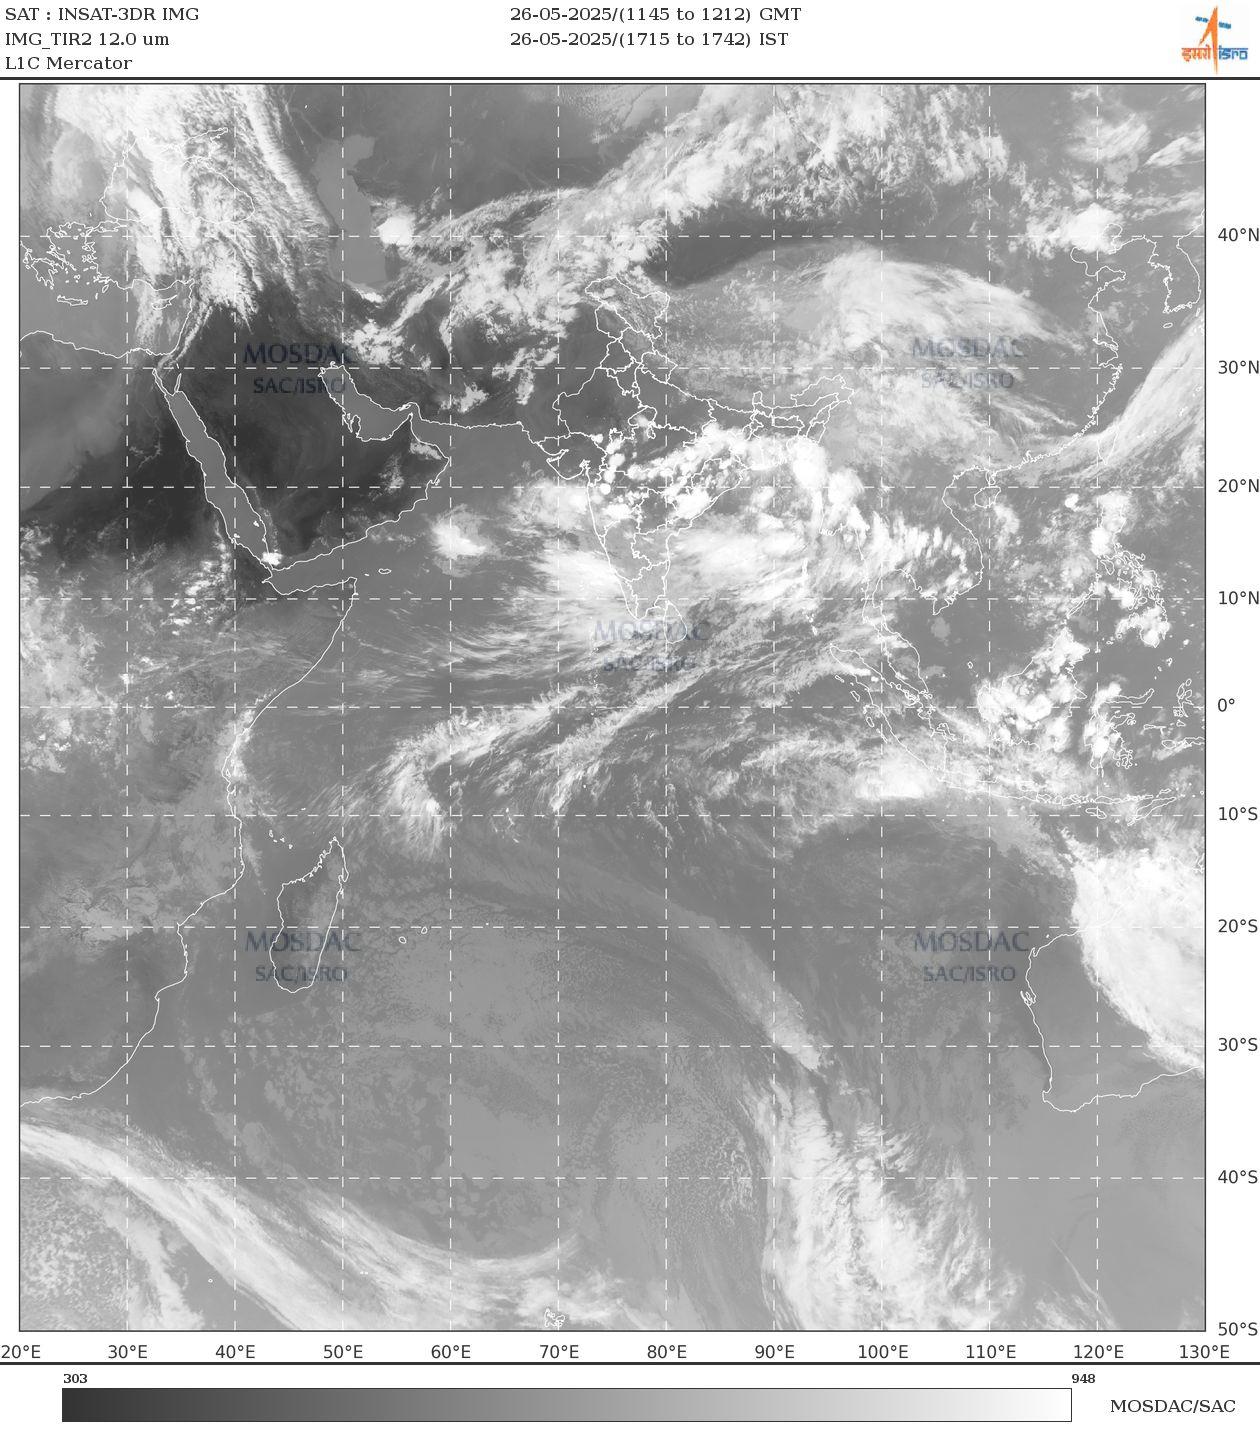 SAT : INSAT-3DR IMG
26-05-2025/(1145 to 1212) GMT
IMG_TIR2 12.0 um
26-05-2025/(1715 to 1742) IST
L1C Mercator
इसरो isro
MOSDAC
SAC/ISRO
MOSDAC
SAC/ISRO
MOSDAC
SAC/ISRO
MOSDAC
SAC/ISRO
MOSDAC
SAC/ISRO
40°N
30°N
20°N
10°N
0°
10°S
20°S
30°S
40°S
50°S
20°E 30°E 40°E 50°E 60°E 70°E 80°E 90°E 100°E 110°E 120°E 130°E
303 948
MOSDAC/SAC